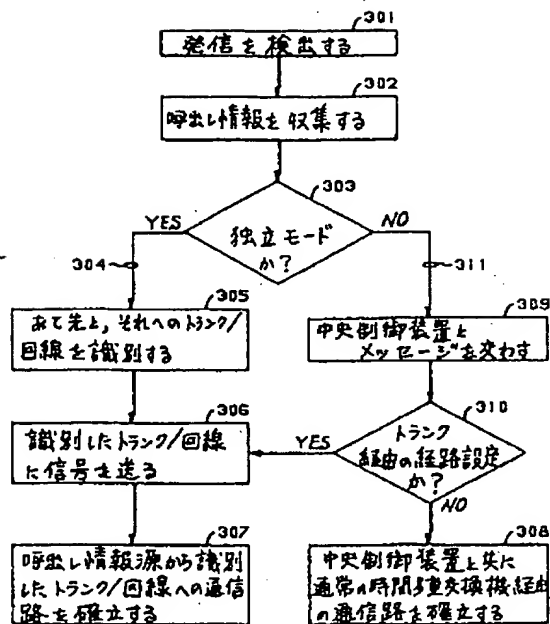 301
発信を検出する
302
呼出し情報を収集する
303
YES
独立モード
か?
NO
304
311
305
あて先と,それへのトランク/
回線を識別する
309
中央制御装置と
メッセージを交わす
306
識別したトランク/回線
に信号を送る
310
トランク
経由の経路設定
か?
YES
NO
307
呼出し情報源から識別
したトランク/回線への通信
路を確立する
308
中央制御装置と共に
通常の時間多重交換機経由
の通信路を確立する